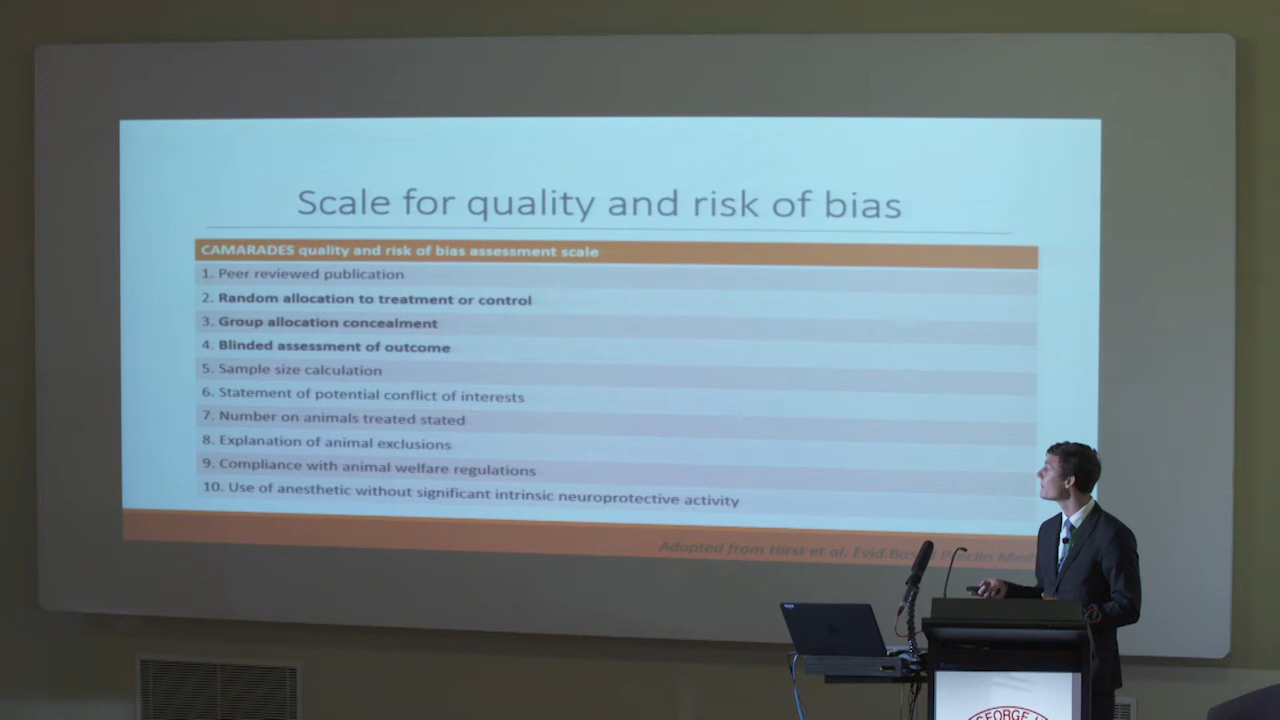 Scale for quality and risk of bias
CAMARADES quality and risk of bias assessment scale
1. Peer reviewed publication
2. Random allocation to treatment or control
3. Group allocation concealment
4. Blinded assessment of outcome
5. Sample size calculation
6. Statement of potential conflict of interests
7. Number on animals treated stated
8. Explanation of animal exclusions
9. Compliance with animal welfare regulations
10. Use of anesthetic without significant intrinsic neuroprotective activity
Adapted from Hirst et al. Evid Based Preclin Med
GEORGE